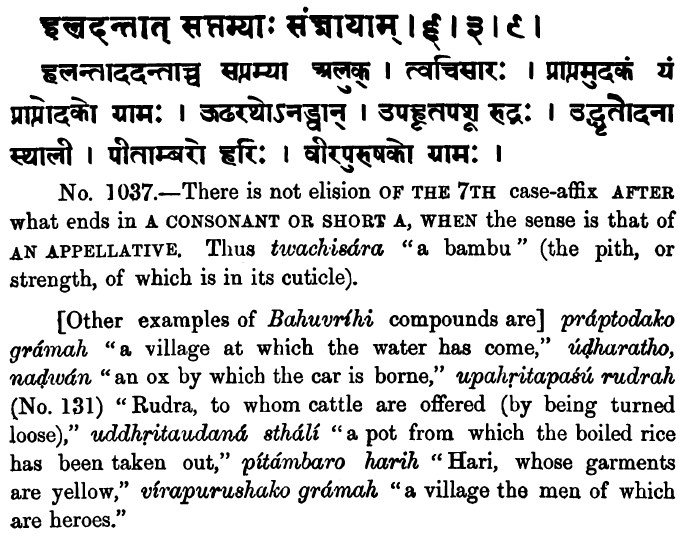 हलदन्तात् सप्तम्याः संज्ञायाम् । ६ । ३ । ९ ।
हलन्ताददन्ताच्च सप्तम्या अलुक् । त्वचिसारः । प्राप्तमुदकं यं
प्राप्तोदको ग्रामः । ऊढरथोऽनड्वान् । उपहृतपशू रुद्रः । उद्धृतौदना
स्थाली । पीताम्बरो हरिः । वीरपुरुषको ग्रामः ।
No. 1037.—There is not elision OF THE 7TH case-affix AFTER
what ends in A CONSONANT OR SHORT A, WHEN the sense is that of
AN APPELLATIVE. Thus twachisára "a bambu" (the pith, or
strength, of which is in its cuticle).
[Other examples of Bahuvríhi compounds are] práptodako
grámah "a village at which the water has come," úḍharatho,
naḍwán "an ox by which the car is borne," upahṛitapaśú rudrah
(No. 131) "Rudra, to whom cattle are offered (by being turned
loose)," uddhṛitaudaná sthálí "a pot from which the boiled rice
has been taken out," pítámbaro harih "Hari, whose garments
are yellow," vírapurushako grámah "a village the men of which
are heroes."